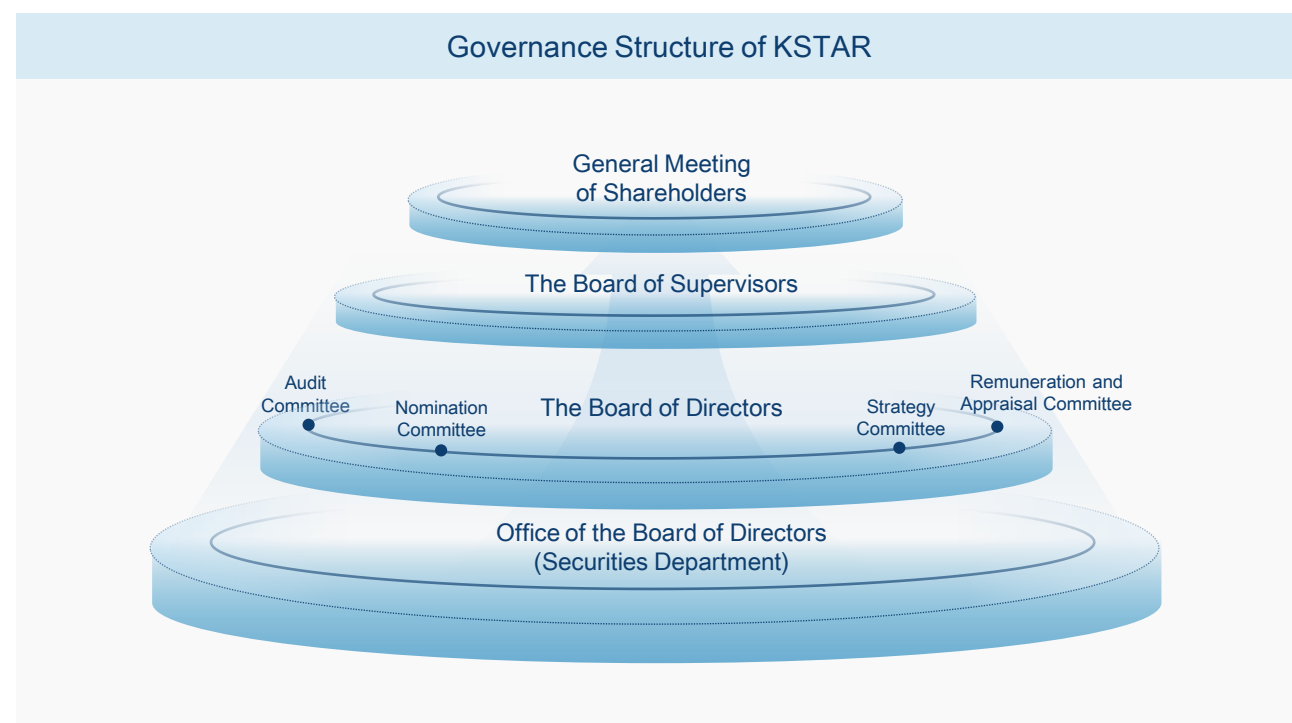 Governance Structure of KSTAR
General Meeting
of Shareholders
The Board of Supervisors
Audit
Committee
Nomination
Committee
The Board of Directors
Strategy
Committee
Remuneration and
Appraisal Committee
Office of the Board of Directors
(Securities Department)